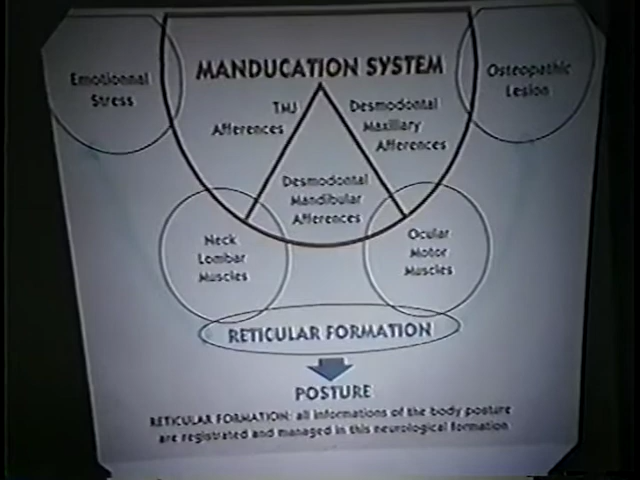 MANDUCATION SYSTEM
Emotionnal
Stress
Osteopathic
Lesion
TMJ
Afferences
Desmodontal
Maxillary
Afferences
Desmodontal
Mandibular
Afferences
Neck
Lombar
Muscles
Ocular
Motor
Muscles
RETICULAR FORMATION
POSTURE
RETICULAR FORMATION: all informations of the body posture
are registrated and managed in this neurological formation